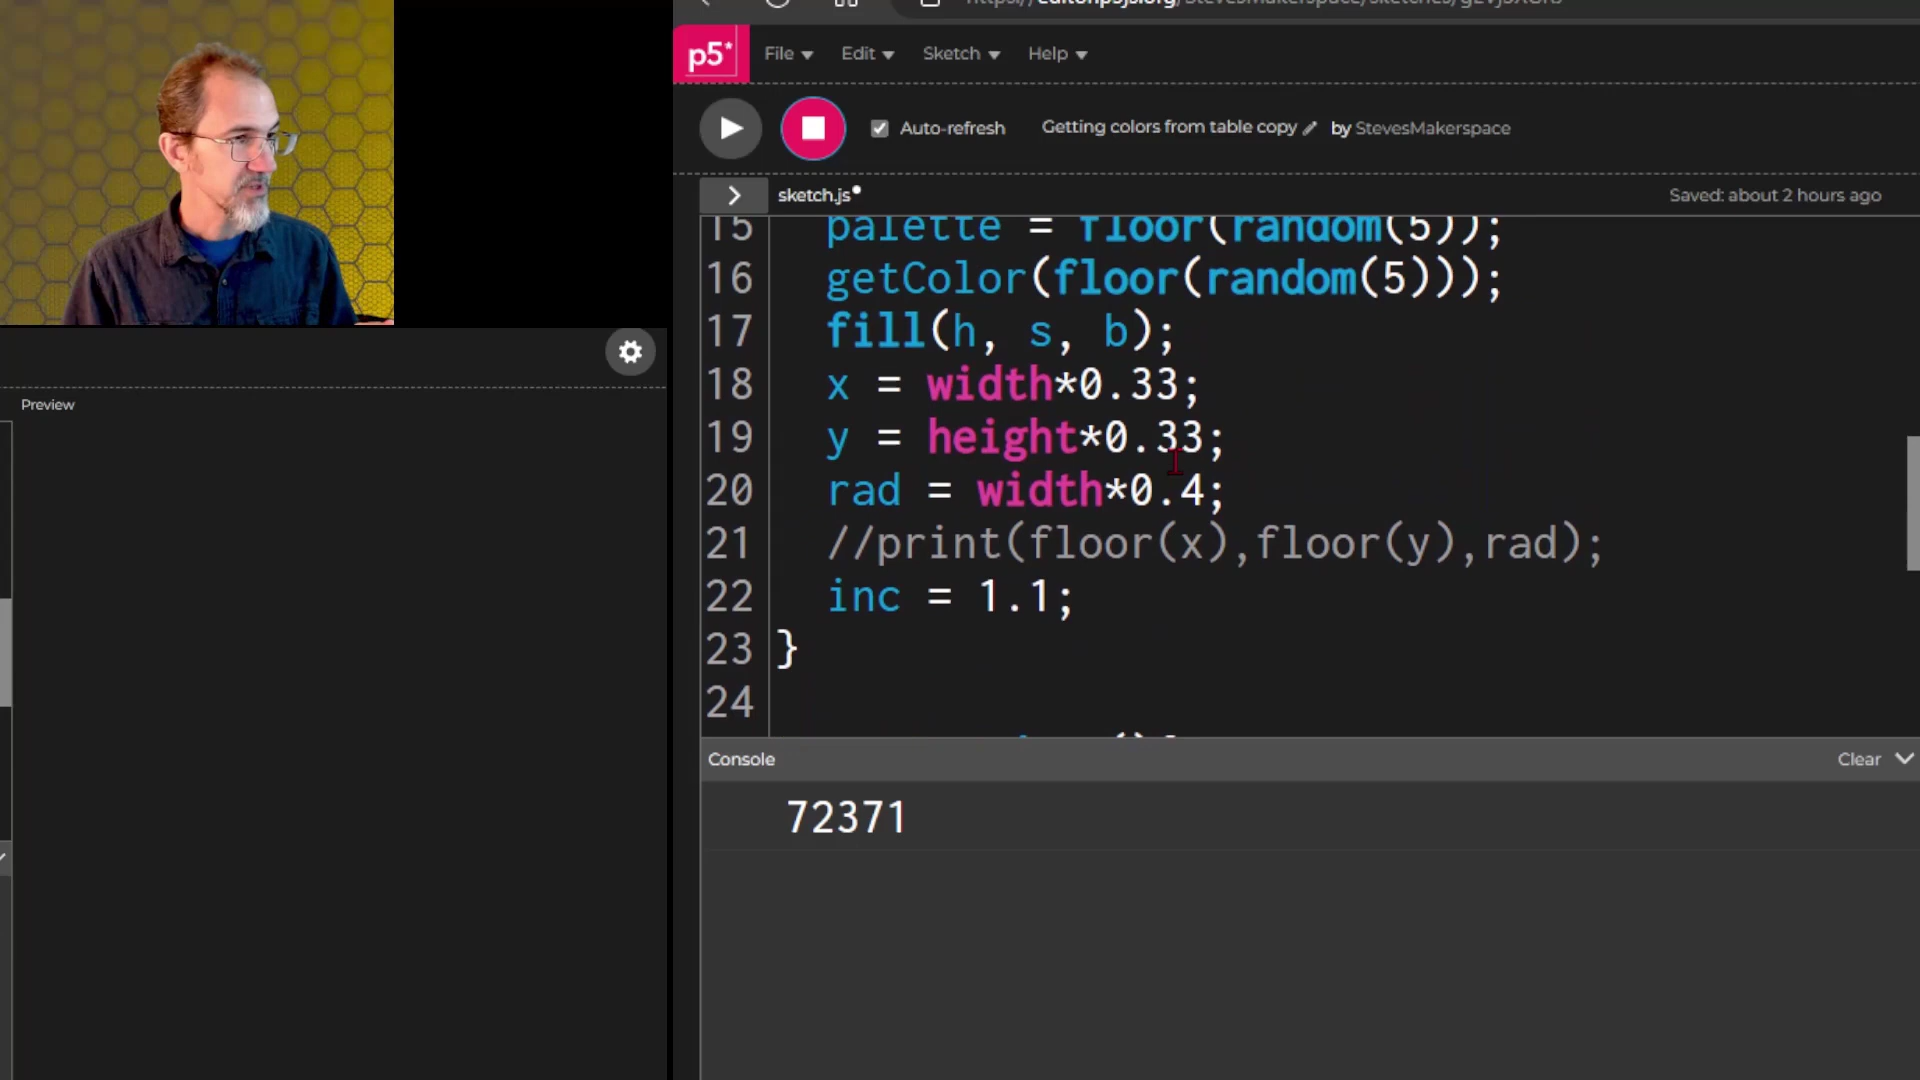 p5*
File
Edit
Sketch
Help
Auto-refresh
Getting colors from table copy
by StevesMakerspace
sketch.js
Saved: about 2 hours ago
15 palette = floor(random(5));
16 getColor(floor(random(5)));
17 fill(h, s, b);
18 x = width*0.33;
19 y = height*0.33;
20 rad = width*0.4;
21 //print(floor(x),floor(y),rad);
22 inc = 1.1;
23 }
24
Preview
Console
Clear
72371